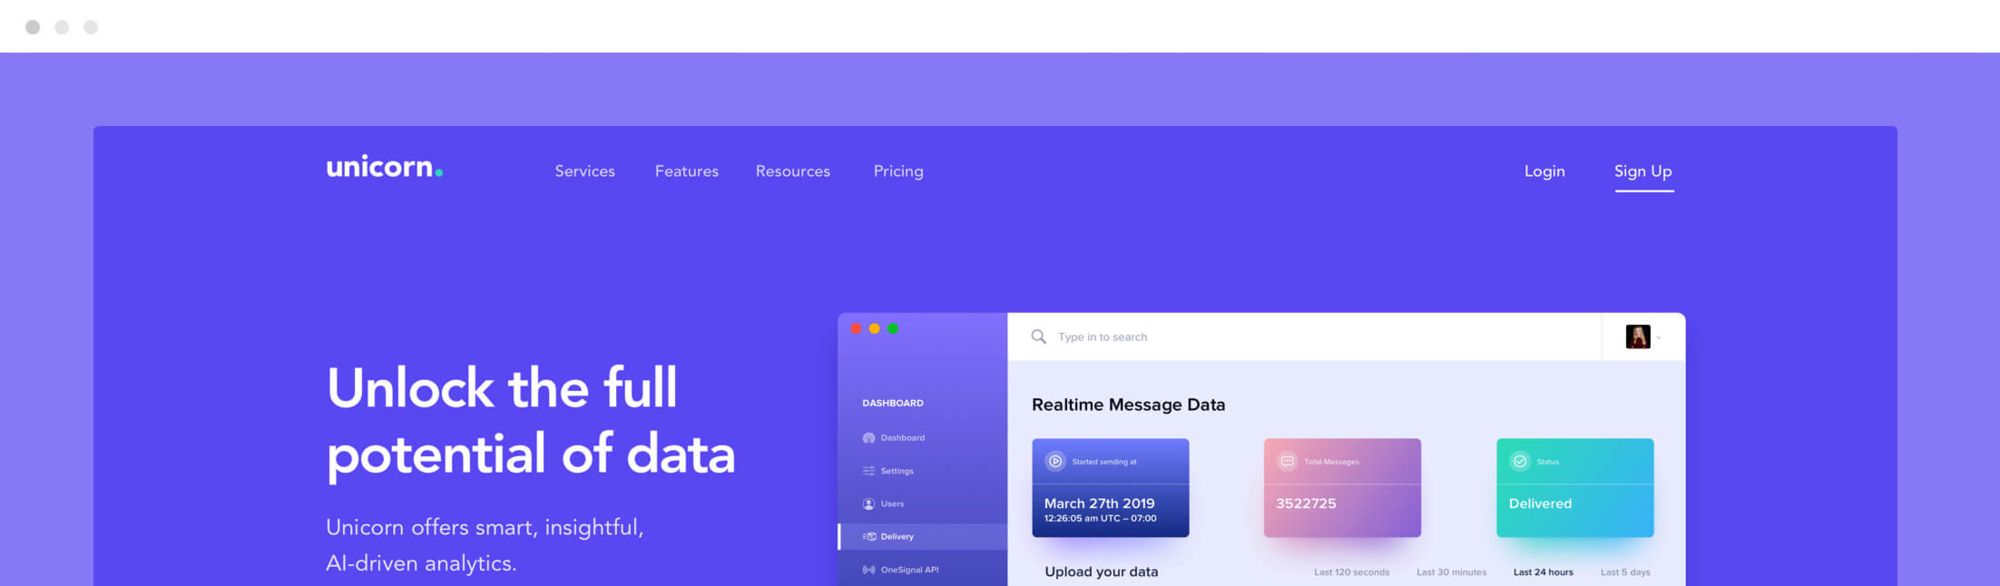 unicorn.
Services
Features
Resources
Pricing
Login
Sign Up
Unlock the full
potential of data
Unicorn offers smart, insightful,
AI-driven analytics.
Type in to search
DASHBOARD
Dashboard
Settings
Users
Delivery
OneSignal API
Realtime Message Data
Started sending at
March 27th 2019
12:26:05 am UTC – 07:00
Total Messages
3522725
Status
Delivered
Upload your data
Last 120 seconds
Last 30 minutes
Last 24 hours
Last 5 days